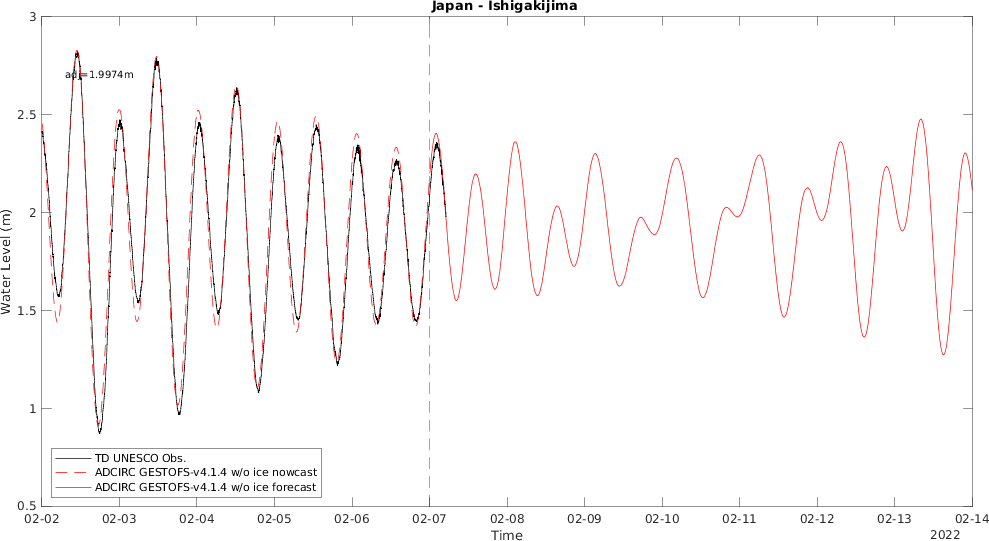 Japan - Ishigakijima
3
2.5
2
1.5
1
0.5
Water Level (m)
adj=1.9974m
TD UNESCO Obs.
ADCIRC GESTOFS-v4.1.4 w/o ice nowcast
ADCIRC GESTOFS-v4.1.4 w/o ice forecast
02-02 02-03 02-04 02-05 02-06 02-07 02-08 02-09 02-10 02-11 02-12 02-13 02-14
Time
2022